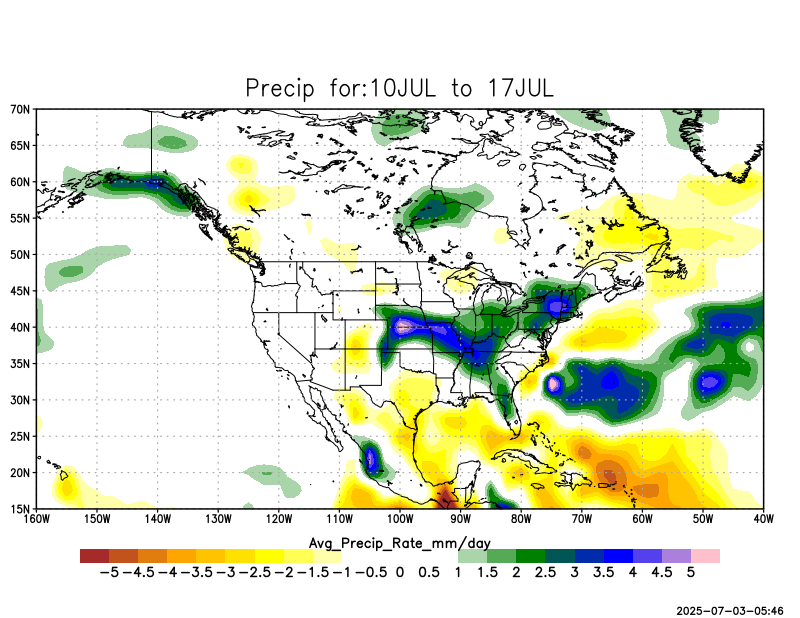 Precip for:10JUL to 17JUL
70N
65N
60N
55N
50N
45N
40N
35N
30N
25N
20N
15N
160W 150W 140W 130W 120W 110W 100W 90W 80W 70W 60W 50W 40W
Avg_Precip_Rate_mm/day
-5 -4.5 -4 -3.5 -3 -2.5 -2 -1.5 -1 -0.5 0 0.5 1 1.5 2 2.5 3 3.5 4 4.5 5
2025-07-03-05:46